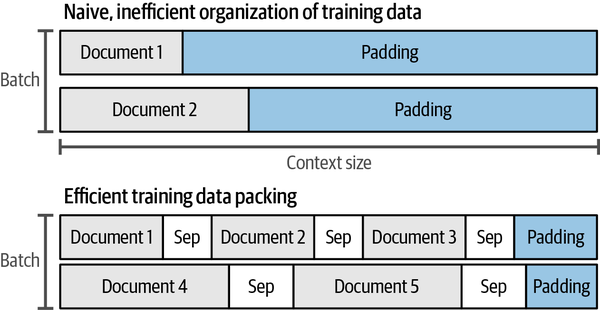 Naive, inefficient organization of training data
Batch
Document 1 Padding
Document 2 Padding
Context size
Efficient training data packing
Batch
Document 1 Sep Document 2 Sep Document 3 Sep Padding
Document 4 Sep Document 5 Sep Padding